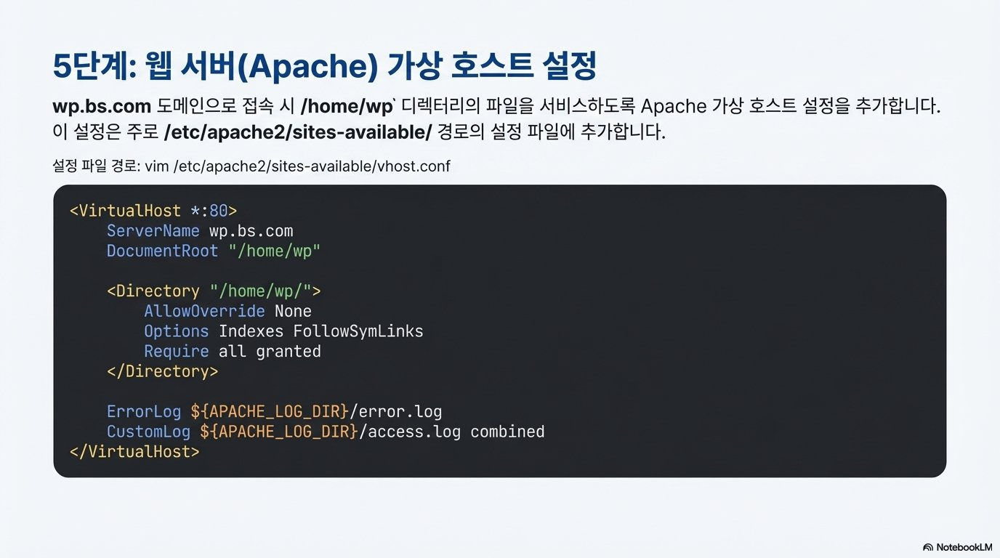 5단계: 웹 서버(Apache) 가상 호스트 설정
wp.bs.com 도메인으로 접속 시 /home/wp` 디렉터리의 파일을 서비스하도록 Apache 가상 호스트 설정을 추가합니다.
이 설정은 주로 /etc/apache2/sites-available/ 경로의 설정 파일에 추가합니다.
설정 파일 경로: vim /etc/apache2/sites-available/vhost.conf
<VirtualHost *:80>
    ServerName wp.bs.com
    DocumentRoot "/home/wp"

    <Directory "/home/wp/">
        AllowOverride None
        Options Indexes FollowSymLinks
        Require all granted
    </Directory>

    ErrorLog ${APACHE_LOG_DIR}/error.log
    CustomLog ${APACHE_LOG_DIR}/access.log combined
</VirtualHost>
NotebookLM